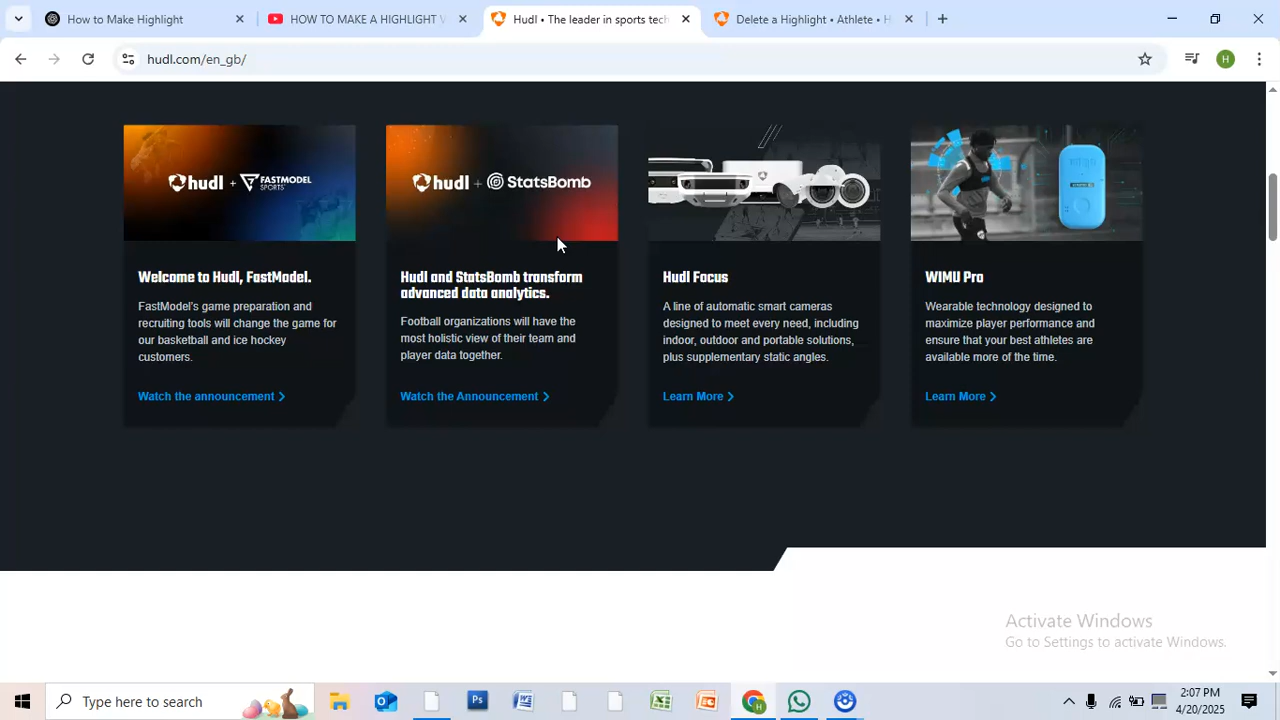 How to Make Highlight
HOW TO MAKE A HIGHLIGHT V
Hudl • The leader in sports tech
Delete a Highlight • Athlete • H
hudl.com/en_gb/
H
hudl + FASTMODEL SPORTS
hudl + StatsBomb
Welcome to Hudl, FastModel.
FastModel's game preparation and
recruiting tools will change the game for
our basketball and ice hockey
customers.
Watch the announcement
Hudl and StatsBomb transform
advanced data analytics.
Football organizations will have the
most holistic view of their team and
player data together.
Watch the Announcement
Hudl Focus
A line of automatic smart cameras
designed to meet every need, including
indoor, outdoor and portable solutions,
plus supplementary static angles.
Learn More
WIMU Pro
Wearable technology designed to
maximize player performance and
ensure that your best athletes are
available more of the time.
Learn More
Activate Windows
Go to Settings to activate Windows.
Type here to search
Ps
2:07 PM
4/20/2025